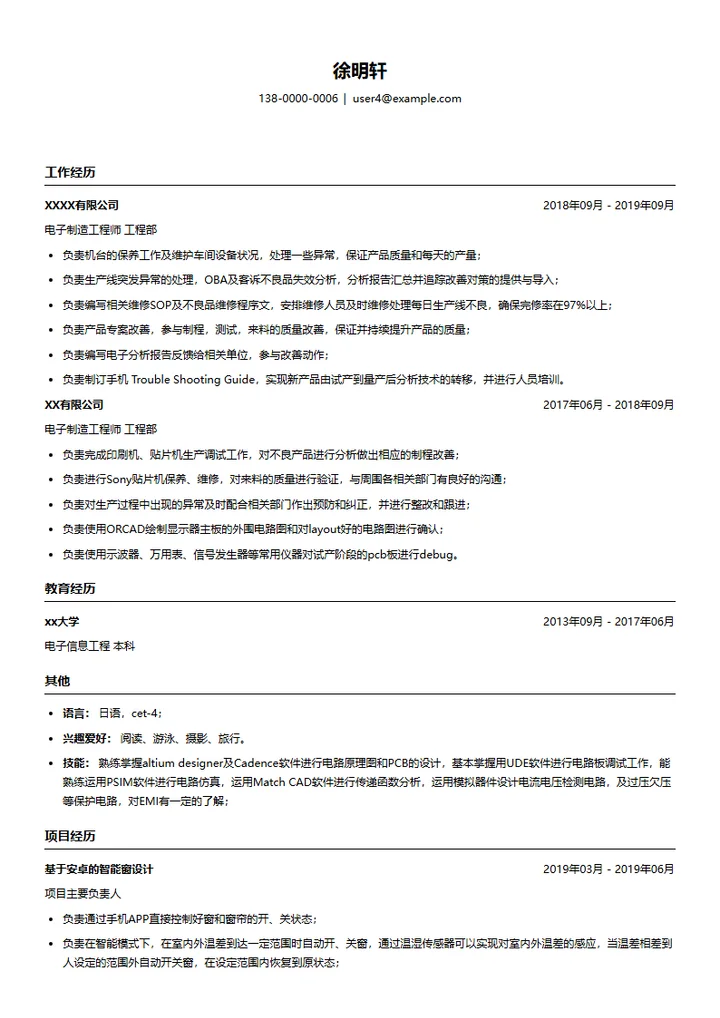 徐明轩
138-0000-0006 | user4@example.com
工作经历
XXXX有限公司 2018年09月 - 2019年09月
电子制造工程师 工程部
• 负责机台的保养工作及维护车间设备状况，处理一些异常，保证产品质量和每天的产量；
• 负责生产线突发异常的处理，OBA及客诉不良品失效分析，分析报告汇总并追踪改善对策的提供与导入；
• 负责编写相关维修SOP及不良品维修程序文，安排维修人员及时维修处理每日生产线不良，确保完修率在97%以上；
• 负责产品专案改善，参与制程，测试，来料的质量改善，保证并持续提升产品的质量；
• 负责编写电子分析报告反馈给相关单位，参与改善动作；
• 负责制订手机 Trouble Shooting Guide，实现新产品由试产到量产后分析技术的转移，并进行人员培训。
XX有限公司 2017年06月 - 2018年09月
电子制造工程师 工程部
• 负责完成印刷机、贴片机生产调试工作，对不良产品进行分析做出相应的制程改善；
• 负责进行Sony贴片机保养、维修，对来料的质量进行验证，与周围各相关部门有良好的沟通；
• 负责对生产过程中出现的异常及时配合相关部门作出预防和纠正，并进行整改和跟进；
• 负责使用ORCAD绘制显示器主板的外围电路图和对layout好的电路图进行确认；
• 负责使用示波器、万用表、信号发生器等常用仪器对试产阶段的pcb板进行debug。
教育经历
xx大学 2013年09月 - 2017年06月
电子信息工程 本科
其他
• 语言： 日语，cet-4；
• 兴趣爱好： 阅读、游泳、摄影、旅行。
• 技能： 熟练掌握altium designer及Cadence软件进行电路原理图和PCB的设计，基本掌握用UDE软件进行电路板调试工作，能
熟练运用PSIM软件进行电路仿真，运用Match CAD软件进行传递函数分析，运用模拟器件设计电流电压检测电路，及过压欠压
等保护电路，对EMI有一定的了解；
项目经历
基于安卓的智能窗设计 2019年03月 - 2019年06月
项目主要负责人
• 负责通过手机APP直接控制好窗和窗帘的开、关状态；
• 负责在智能模式下，在室内外温差到达一定范围时自动开、关窗，通过温湿传感器可以实现对室内外温差的感应，当温差相差到
人设定的范围外自动开关窗，在设定范围内恢复到原状态；